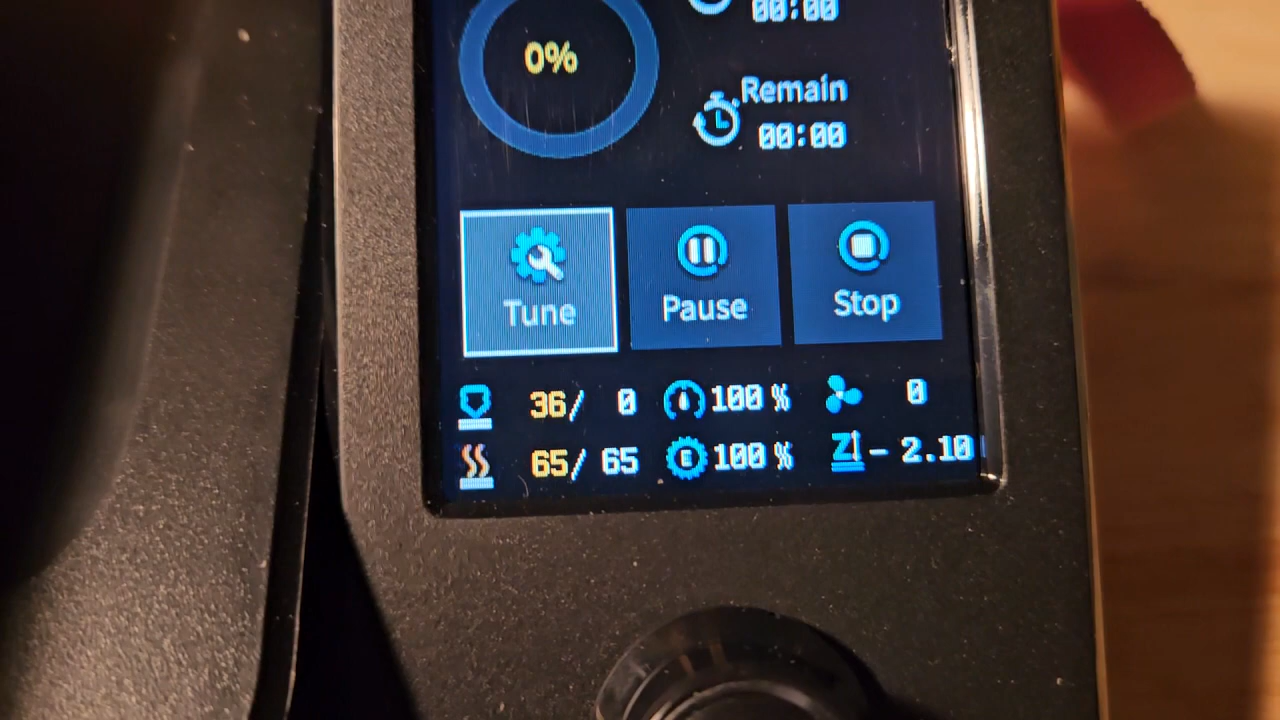 00:00
0%
Remain
00:00
Tune
Pause
Stop
36/ 0
100 %
0
65/ 65
E
100 %
Z
- 2.10